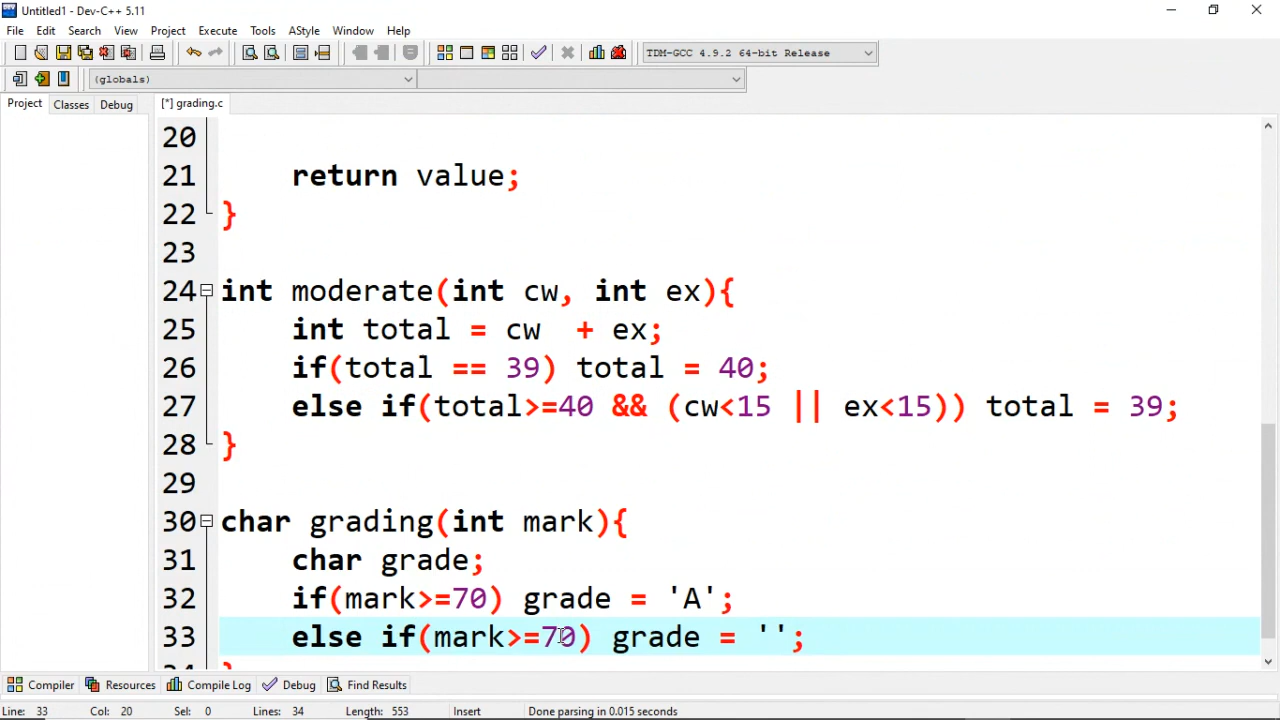 Untitled1 - Dev-C++ 5.11
File Edit Search View Project Execute Tools AStyle Window Help
TDM-GCC 4.9.2 64-bit Release
(globals)
Project Classes Debug [*] grading.c
20
21 return value;
22 }
23
24 int moderate(int cw, int ex){
25 int total = cw  + ex;
26 if(total == 39) total = 40;
27 else if(total>=40 && (cw<15 || ex<15)) total = 39;
28 }
29
30 char grading(int mark){
31 char grade;
32 if(mark>=70) grade = 'A';
33 else if(mark>=70) grade = '';
34 }
Compiler Resources Compile Log Debug Find Results
Line: 33 Col: 20 Sel: 0 Lines: 34 Length: 553 Insert Done parsing in 0.015 seconds